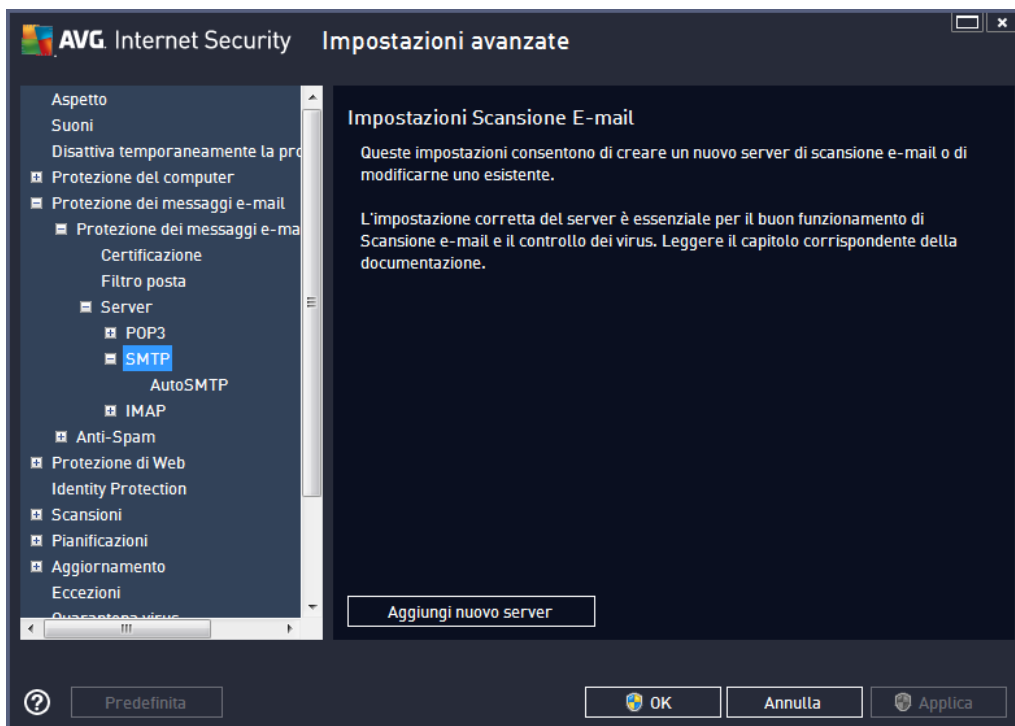 AVG. Internet Security Impostazioni avanzate
Aspetto
Suoni
Disattiva temporaneamente la pro
Protezione del computer
Protezione dei messaggi e-mail
Protezione dei messaggi e-ma
Certificazione
Filtro posta
Server
POP3
SMTP
AutoSMTP
IMAP
Anti-Spam
Protezione di Web
Identity Protection
Scansioni
Pianificazioni
Aggiornamento
Eccezioni
Quarantena virus
Impostazioni Scansione E-mail
Queste impostazioni consentono di creare un nuovo server di scansione e-mail o di
modificarne uno esistente.
L'impostazione corretta del server è essenziale per il buon funzionamento di
Scansione e-mail e il controllo dei virus. Leggere il capitolo corrispondente della
documentazione.
Aggiungi nuovo server
Predefinita
OK
Annulla
Applica